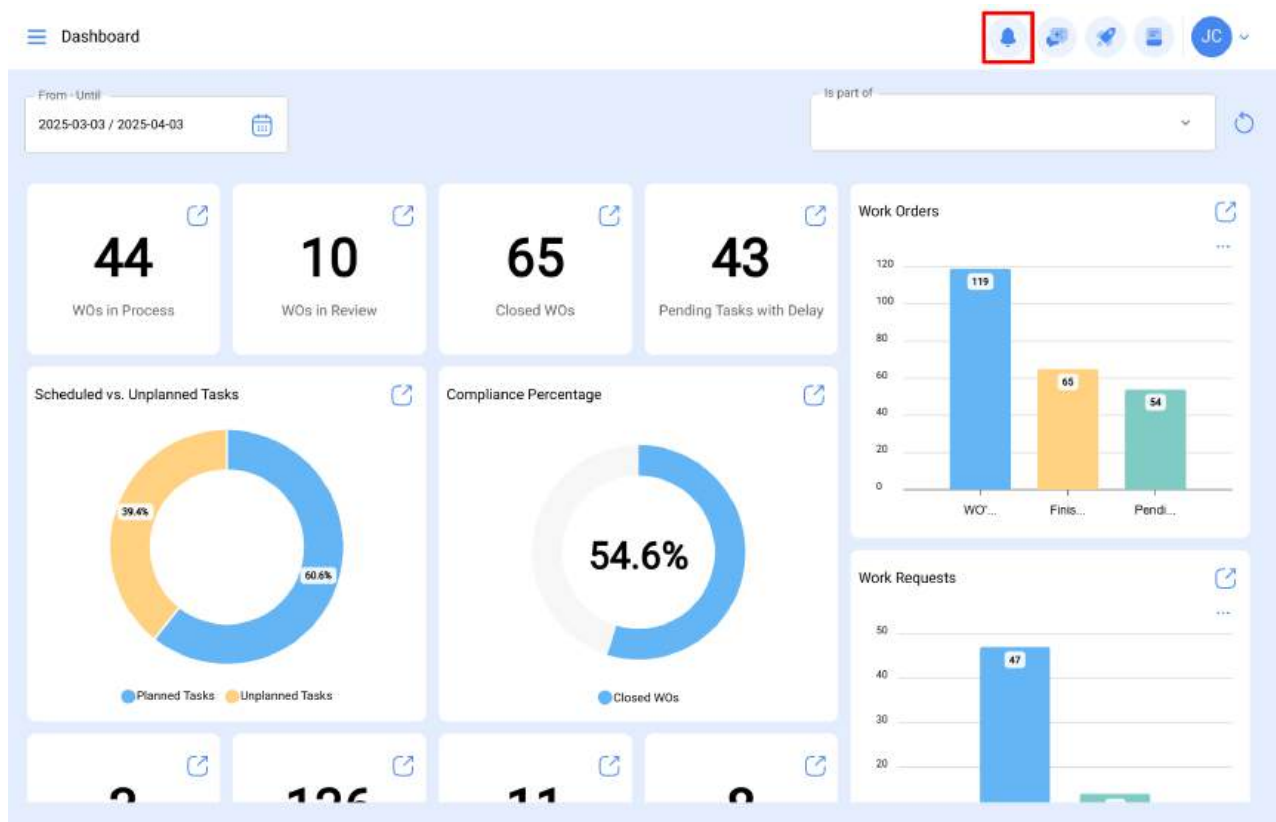 Dashboard
JC
From - Until
2025-03-03 / 2025-04-03
Is part of
44
WOs in Process
10
WOs in Review
65
Closed WOs
43
Pending Tasks with Delay
Work Orders
...
120
100
80
60
40
20
0
119
65
54
WO'...
Finis...
Pendi...
Scheduled vs. Unplanned Tasks
39.4%
60.6%
Planned Tasks Unplanned Tasks
Compliance Percentage
54.6%
Closed WOs
Work Requests
...
50
40
30
20
47
126
11